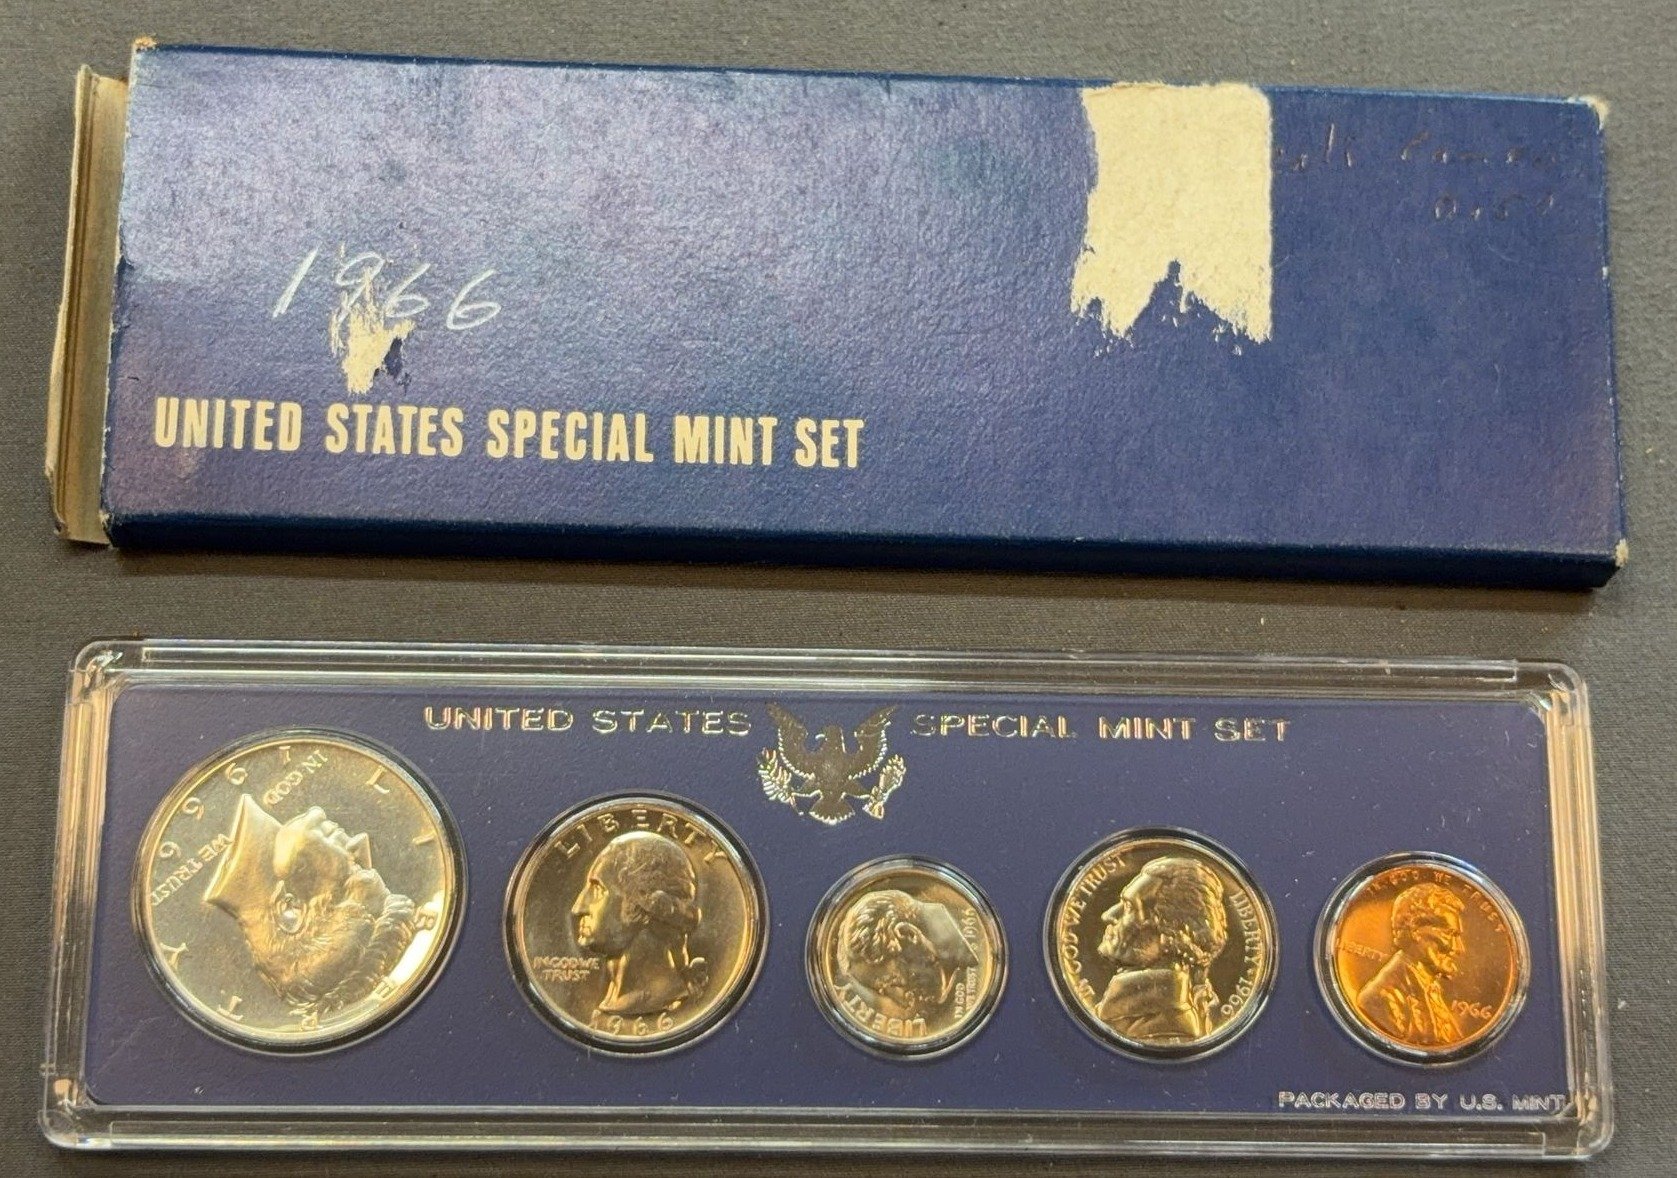 1966
UNITED STATES SPECIAL MINT SET
UNITED STATES SPECIAL MINT SET
LIBERTY
IN GOD
WE TRUST
1966
LIBERTY
IN GOD WE
TRUST
1966
LIBERTY
IN GOD
WE TRUST
1966
IN GOD WE TRUST
LIBERTY ★ 1966
IN GOD WE TRUST
LIBERTY
1966
PACKAGED BY U.S. MINT